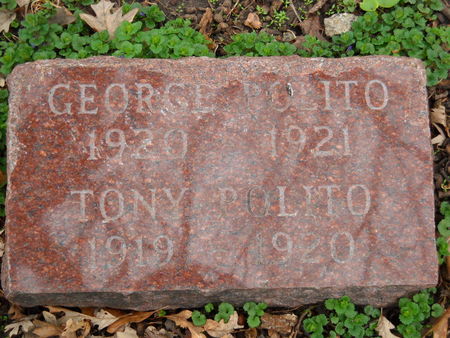 GEORGE POLITO
1920 1921
TONY POLITO
1919 - 1920